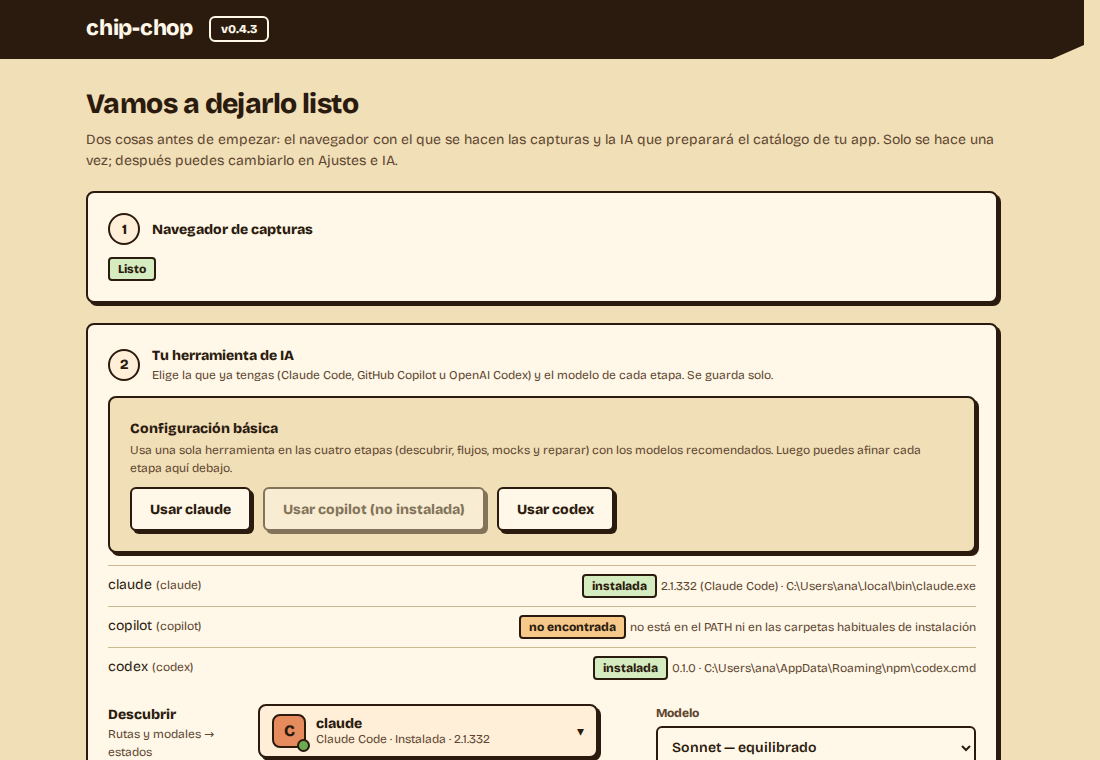 chip-chop v0.4.3
Vamos a dejarlo listo
Dos cosas antes de empezar: el navegador con el que se hacen las capturas y la IA que preparará el catálogo de tu app. Solo se hace una
vez; después puedes cambiarlo en Ajustes e IA.
1 Navegador de capturas
Listo
2 Tu herramienta de IA
Elige la que ya tengas (Claude Code, GitHub Copilot u OpenAI Codex) y el modelo de cada etapa. Se guarda solo.
Configuración básica
Usa una sola herramienta en las cuatro etapas (descubrir, flujos, mocks y reparar) con los modelos recomendados. Luego puedes afinar cada
etapa aquí debajo.
Usar claude Usar copilot (no instalada) Usar codex
claude (claude) instalada 2.1.332 (Claude Code) · C:\Users\ana\.local\bin\claude.exe
copilot (copilot) no encontrada no está en el PATH ni en las carpetas habituales de instalación
codex (codex) instalada 0.1.0 · C:\Users\ana\AppData\Roaming\npm\codex.cmd
Descubrir
Rutas y modales →
estados
C claude
Claude Code · Instalada · 2.1.332
Modelo
Sonnet — equilibrado